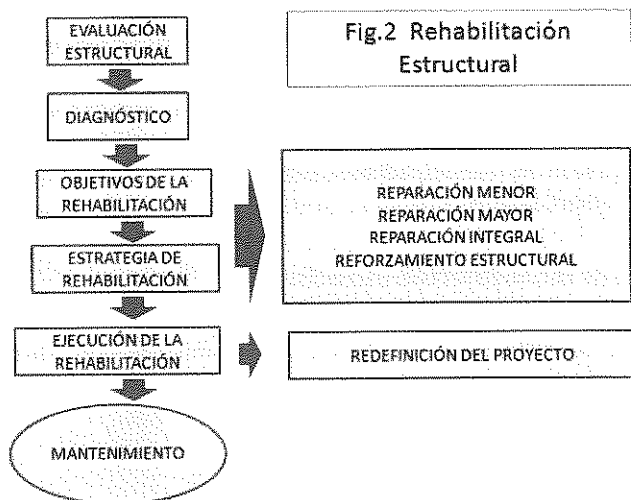 Fig.2 Rehabilitación
Estructural
EVALUACIÓN
ESTRUCTURAL
DIAGNÓSTICO
OBJETIVOS DE LA
REHABILITACIÓN
ESTRATEGIA DE
REHABILITACIÓN
REPARACIÓN MENOR
REPARACIÓN MAYOR
REPARACIÓN INTEGRAL
REFORZAMIENTO ESTRUCTURAL
EJECUCIÓN DE LA
REHABILITACIÓN
REDEFINICIÓN DEL PROYECTO
MANTENIMIENTO